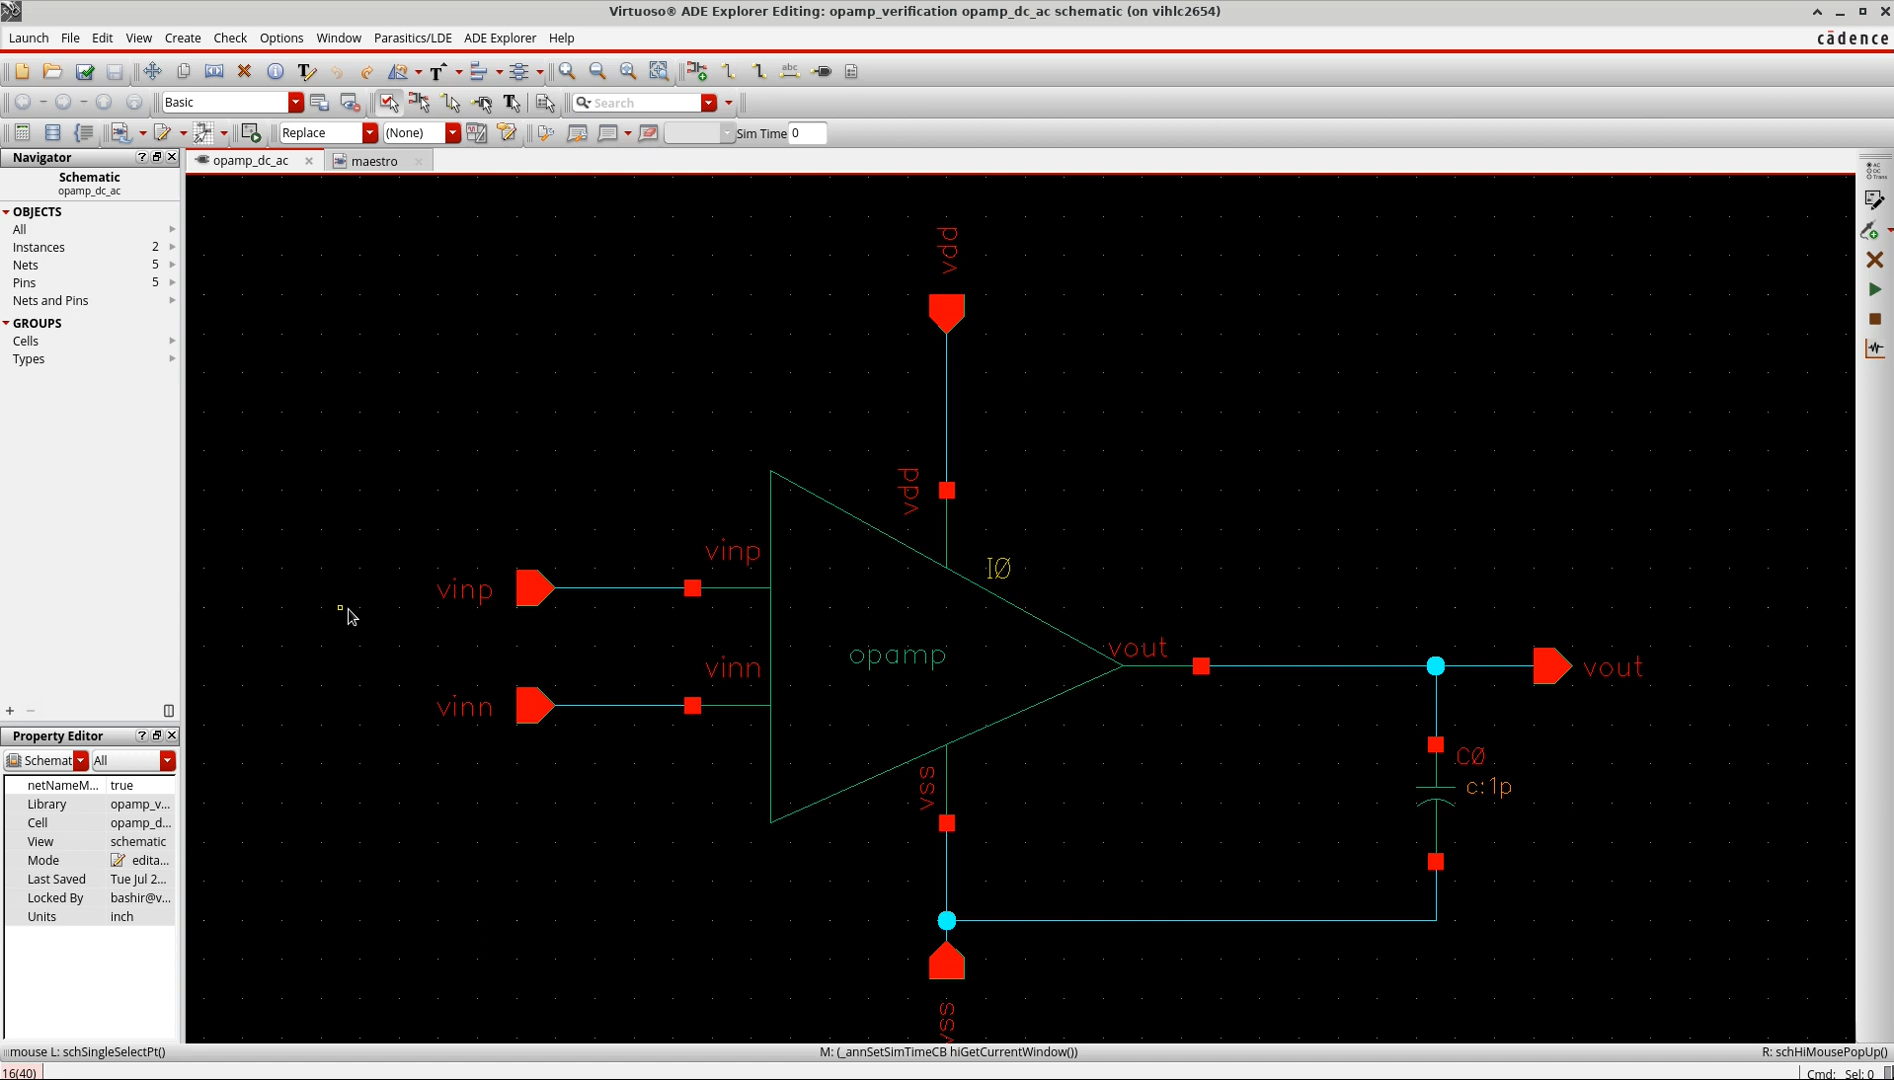 Virtuoso® ADE Explorer Editing: opamp_verification opamp_dc_ac schematic (on vihlc2654)
Launch File Edit View Create Check Options Window Parasitics/LDE ADE Explorer Help
cādence
Basic
Search
Replace
(None)
Sim Time 0
Navigator
opamp_dc_ac
maestro
Schematic
opamp_dc_ac
OBJECTS
All
Instances 2
Nets 5
Pins 5
Nets and Pins
GROUPS
Cells
Types
vdd
vdd
IØ
vinp
vinp
vinn
vinn
opamp
vout
vout
vss
CØ
c:1p
vss
Property Editor
Schemat
All
netNameM... true
Library opamp_v...
Cell opamp_d...
View schematic
Mode edita...
Last Saved Tue Jul 2...
Locked By bashir@v...
Units inch
mouse L: schSingleSelectPt()
M: (_annSetSimTimeCB hiGetCurrentWindow())
R: schHiMousePopUp()
16(40)
Cmd: Sel: 0